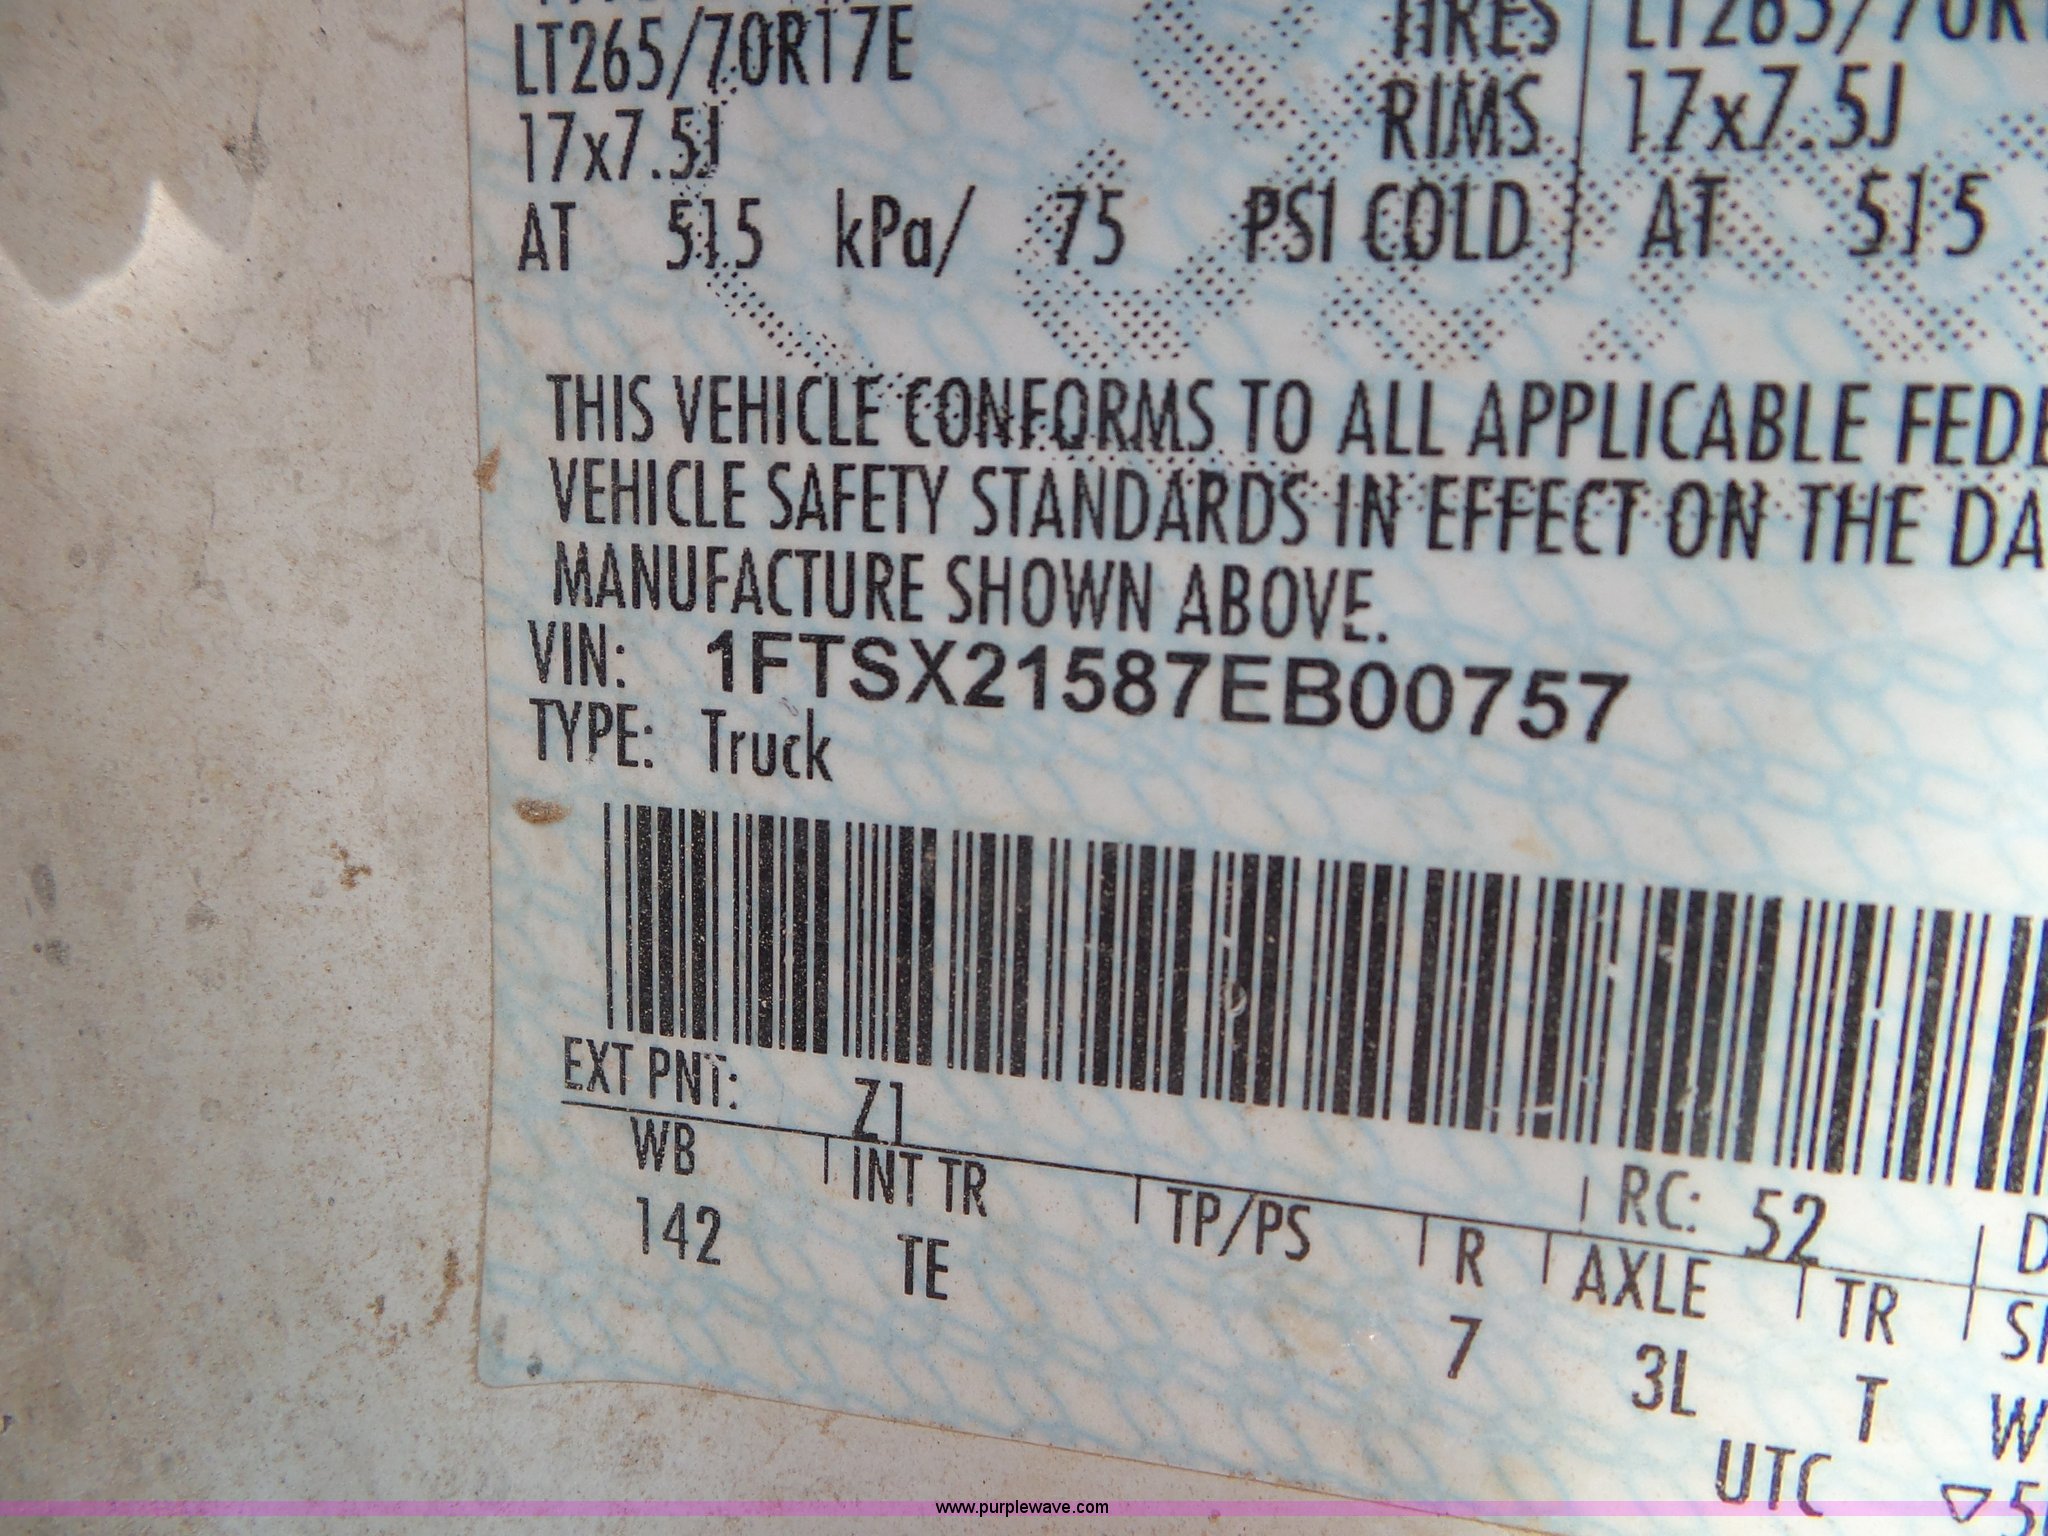 LT265/70R17E TIRES LT265/70R
17x7.5J RIMS 17x7.5J
AT 515 kPa/ 75 PSI COLD AT 515
THIS VEHICLE CONFORMS TO ALL APPLICABLE FEDE
VEHICLE SAFETY STANDARDS IN EFFECT ON THE DA
MANUFACTURE SHOWN ABOVE.
VIN: 1FTSX21587EB00757
TYPE: Truck
EXT PNT: Z1 RC: 52
WB INT TR TP/PS R AXLE TR
142 TE 7 3L T
UTC
www.purplewave.com